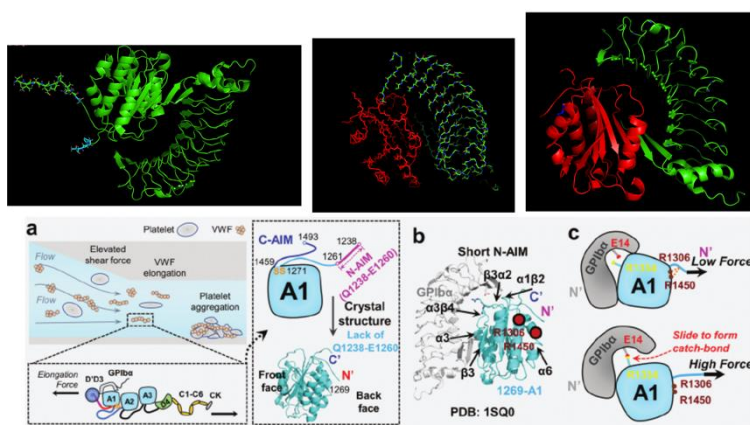 a
Platelet
VWF
Elevated
shear force
VWF
elongation
Flow
Flow
Platelet
aggregation
Elongation
Force
GPIbα
D'D3
A1
A2
A3
D4
C1-C6
CK
C-AIM
1493
1238
1459
1261
N-AIM
(Q1238-E1260)
SS
1271
A1
Crystal
structure
Lack of
Q1238-E1260
C'
N'
Front
face
1269
Back
face
b
Short N-AIM
GPIbα
β3α2
α1β2
α3β4
C'
N'
N'
R1306
R1450
α3
β3
α6
1269-A1
PDB: 1SQ0
c
GPIbα
E14
N'
R1306
Low Force
N'
A1
R1450
GPIbα
E14
Slide to form
catch-bond
High Force
N'
A1
R1306
R1450